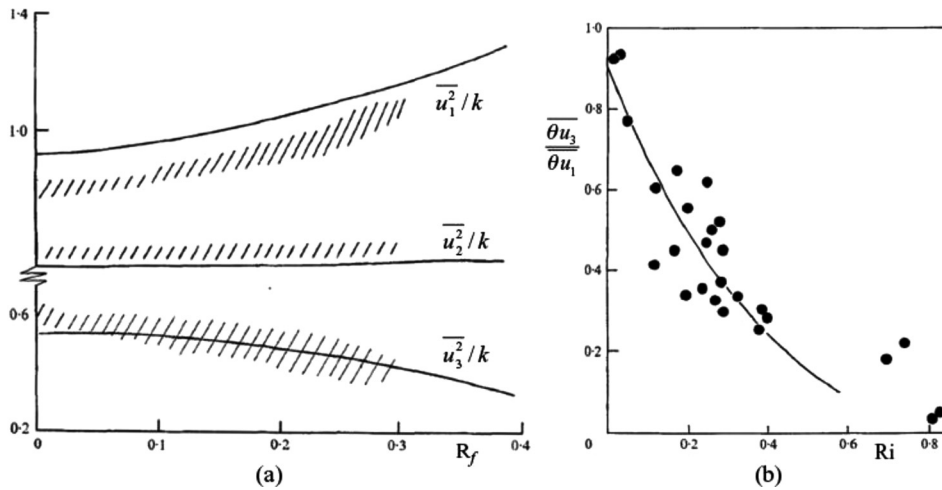 1·4
1·0
0·6
0·2
0
0·1
0·2
0·3
0·4
R_f
$\overline{u_1^2}/k$
$\overline{u_2^2}/k$
$\overline{u_3^2}/k$
(a)
1·0
0·8
0·6
0·4
0·2
0
0·2
0·4
0·6
0·8
Ri
$\frac{\overline{\theta u_3}}{\overline{\theta u_1}}$
(b)